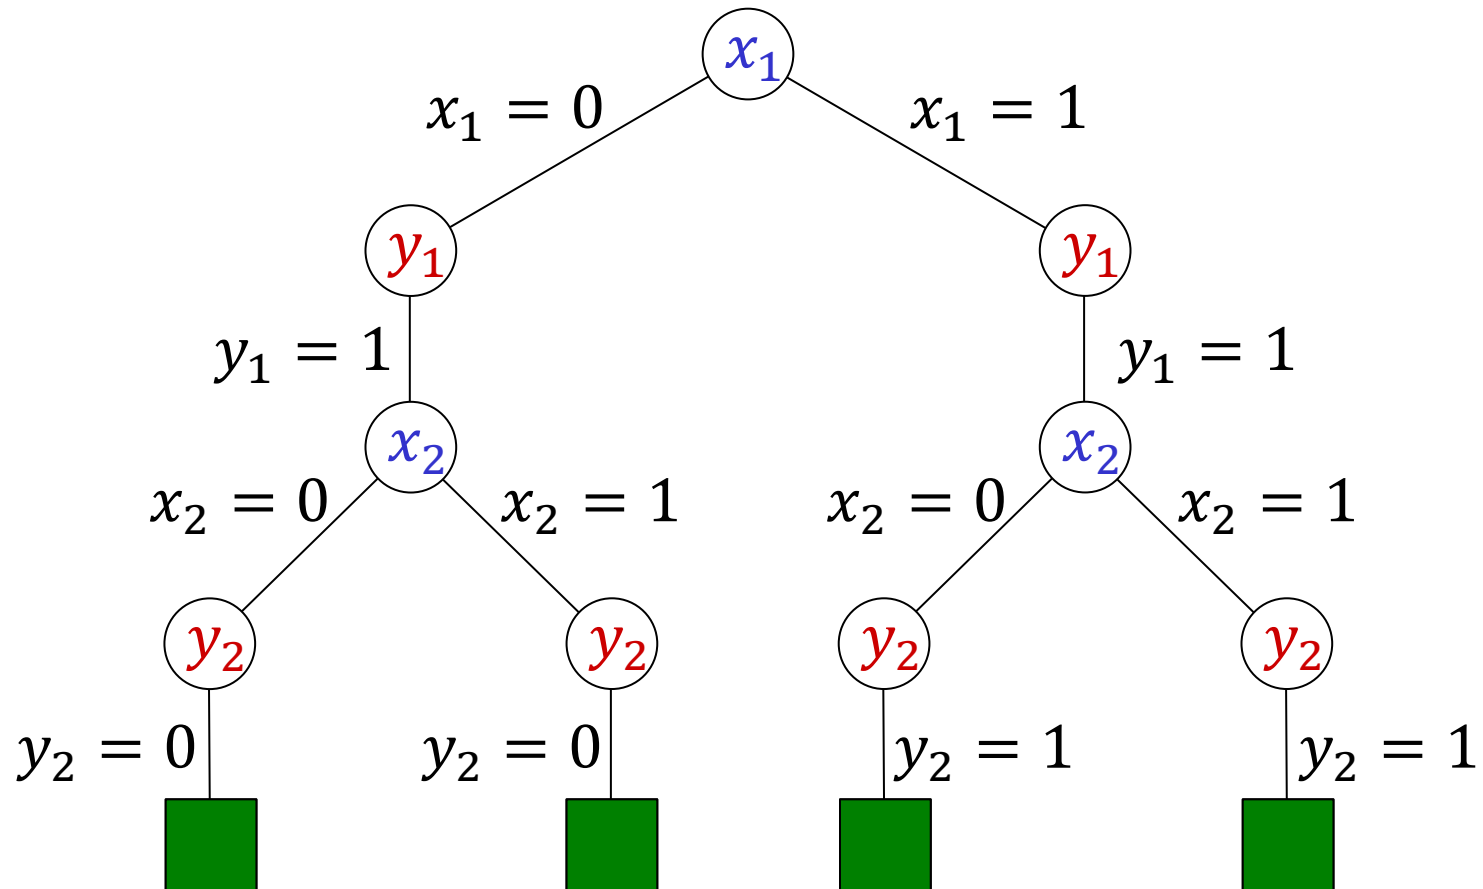 x₁
x₁ = 0 x₁ = 1
y₁ y₁
y₁ = 1 y₁ = 1
x₂ x₂
x₂ = 0 x₂ = 1 x₂ = 0 x₂ = 1
y₂ y₂ y₂ y₂
y₂ = 0 y₂ = 0 y₂ = 1 y₂ = 1